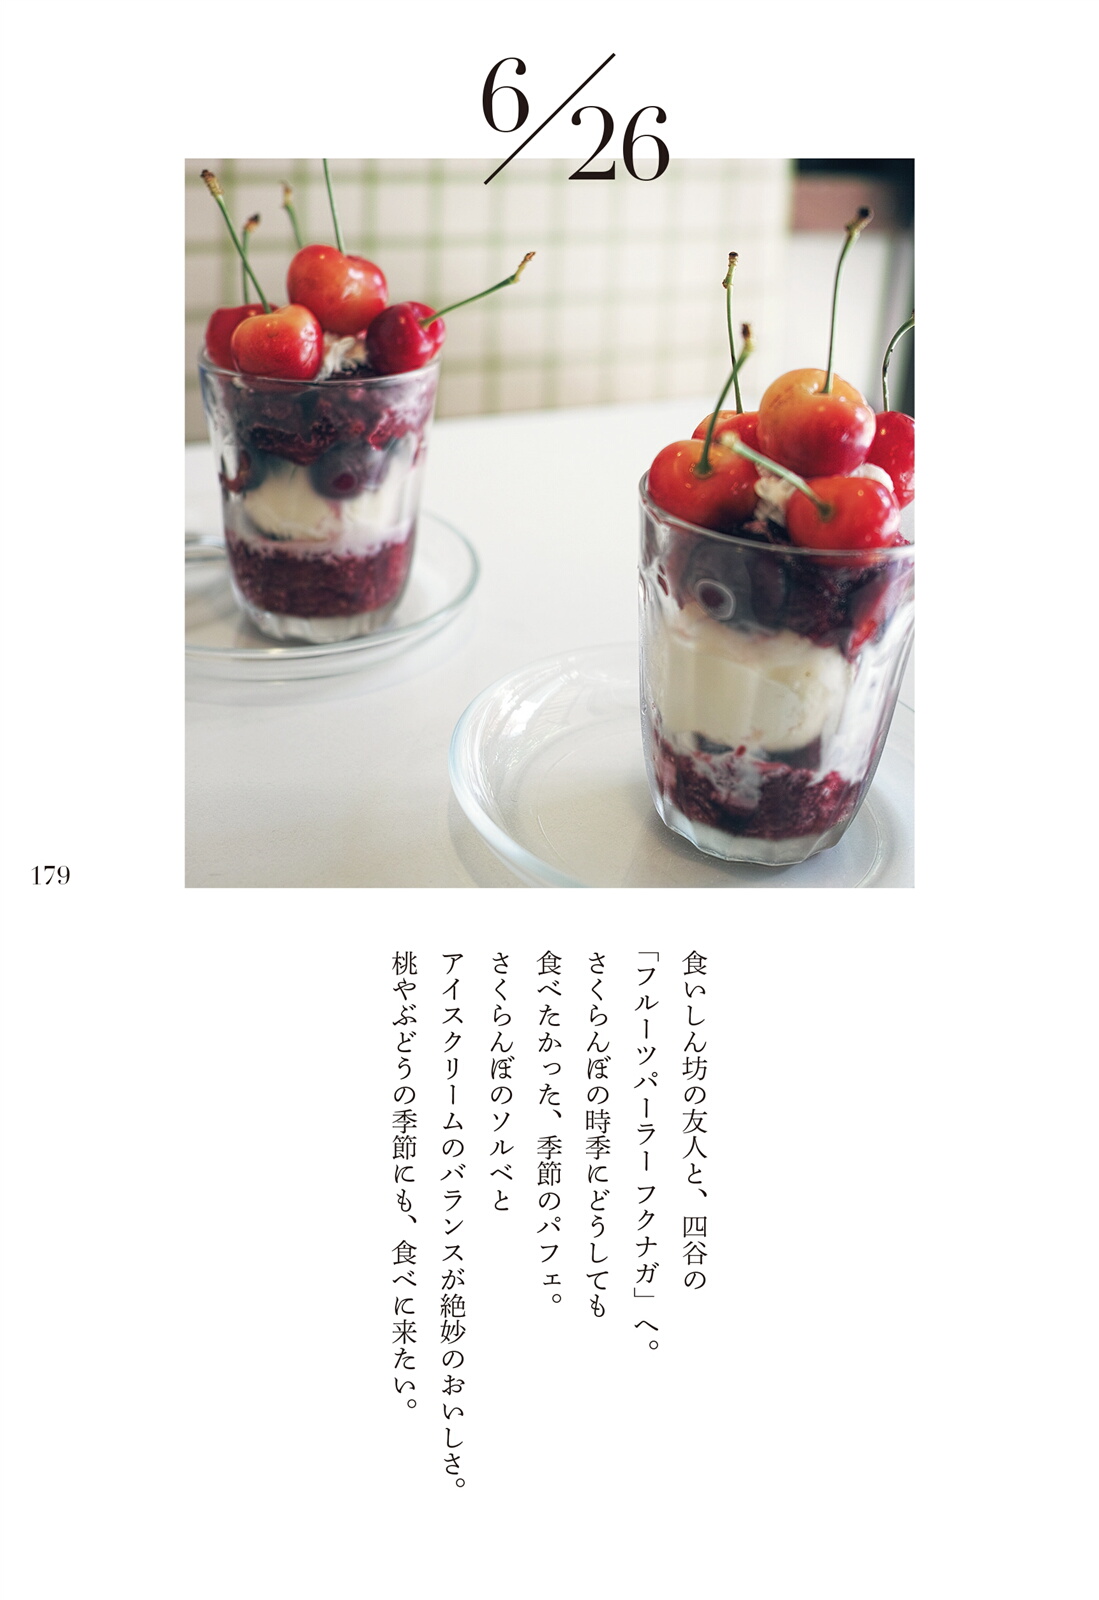 6/26
食いしん坊の友人と、四谷の
「フルーツパーラー フクナガ」へ。
さくらんぼの時季にどうしても
食べたかった、季節のパフェ。
さくらんぼのソルベと
アイスクリームのバランスが絶妙のおいしさ。
桃やぶどうの季節にも、食べに来たい。
179